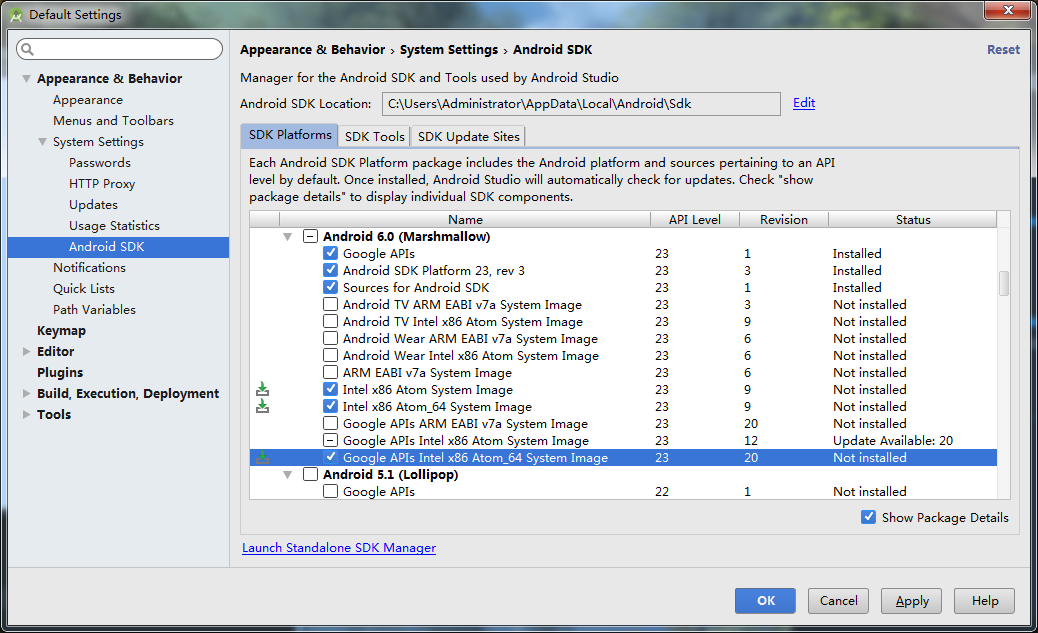 Default Settings
Appearance & Behavior
Appearance
Menus and Toolbars
System Settings
Passwords
HTTP Proxy
Updates
Usage Statistics
Android SDK
Notifications
Quick Lists
Path Variables
Keymap
Editor
Plugins
Build, Execution, Deployment
Tools
Appearance & Behavior › System Settings › Android SDK
Reset
Manager for the Android SDK and Tools used by Android Studio
Android SDK Location: C:\Users\Administrator\AppData\Local\Android\Sdk Edit
SDK Platforms SDK Tools SDK Update Sites
Each Android SDK Platform package includes the Android platform and sources pertaining to an API
level by default. Once installed, Android Studio will automatically check for updates. Check "show
package details" to display individual SDK components.
Name API Level Revision Status
Android 6.0 (Marshmallow)
Google APIs 23 1 Installed
Android SDK Platform 23, rev 3 23 3 Installed
Sources for Android SDK 23 1 Installed
Android TV ARM EABI v7a System Image 23 3 Not installed
Android TV Intel x86 Atom System Image 23 9 Not installed
Android Wear ARM EABI v7a System Image 23 6 Not installed
Android Wear Intel x86 Atom System Image 23 6 Not installed
ARM EABI v7a System Image 23 6 Not installed
Intel x86 Atom System Image 23 9 Not installed
Intel x86 Atom_64 System Image 23 9 Not installed
Google APIs ARM EABI v7a System Image 23 20 Not installed
Google APIs Intel x86 Atom System Image 23 12 Update Available: 20
Google APIs Intel x86 Atom_64 System Image 23 20 Not installed
Android 5.1 (Lollipop)
Google APIs 22 1 Not installed
Show Package Details
Launch Standalone SDK Manager
OK Cancel Apply Help